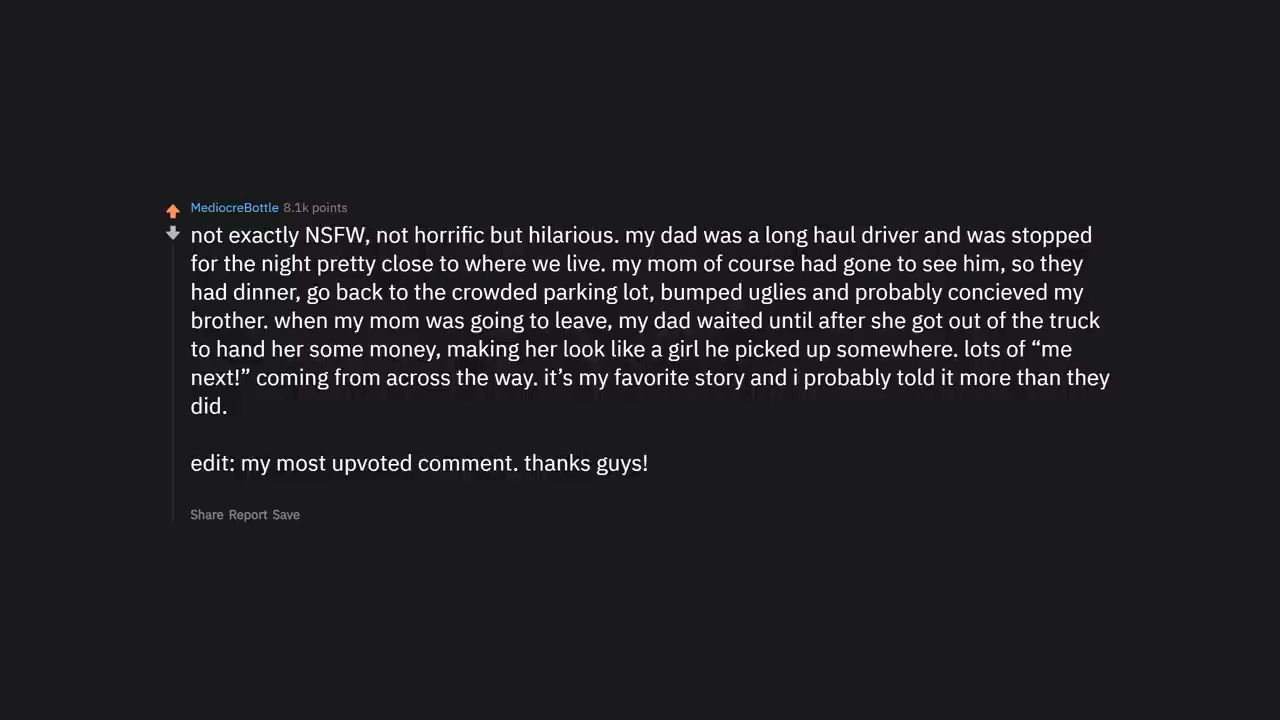 MediocreBottle 8.1k points
not exactly NSFW, not horrific but hilarious. my dad was a long haul driver and was stopped
for the night pretty close to where we live. my mom of course had gone to see him, so they
had dinner, go back to the crowded parking lot, bumped uglies and probably concieved my
brother. when my mom was going to leave, my dad waited until after she got out of the truck
to hand her some money, making her look like a girl he picked up somewhere. lots of “me
next!” coming from across the way. it’s my favorite story and i probably told it more than they
did.
edit: my most upvoted comment. thanks guys!
Share Report Save